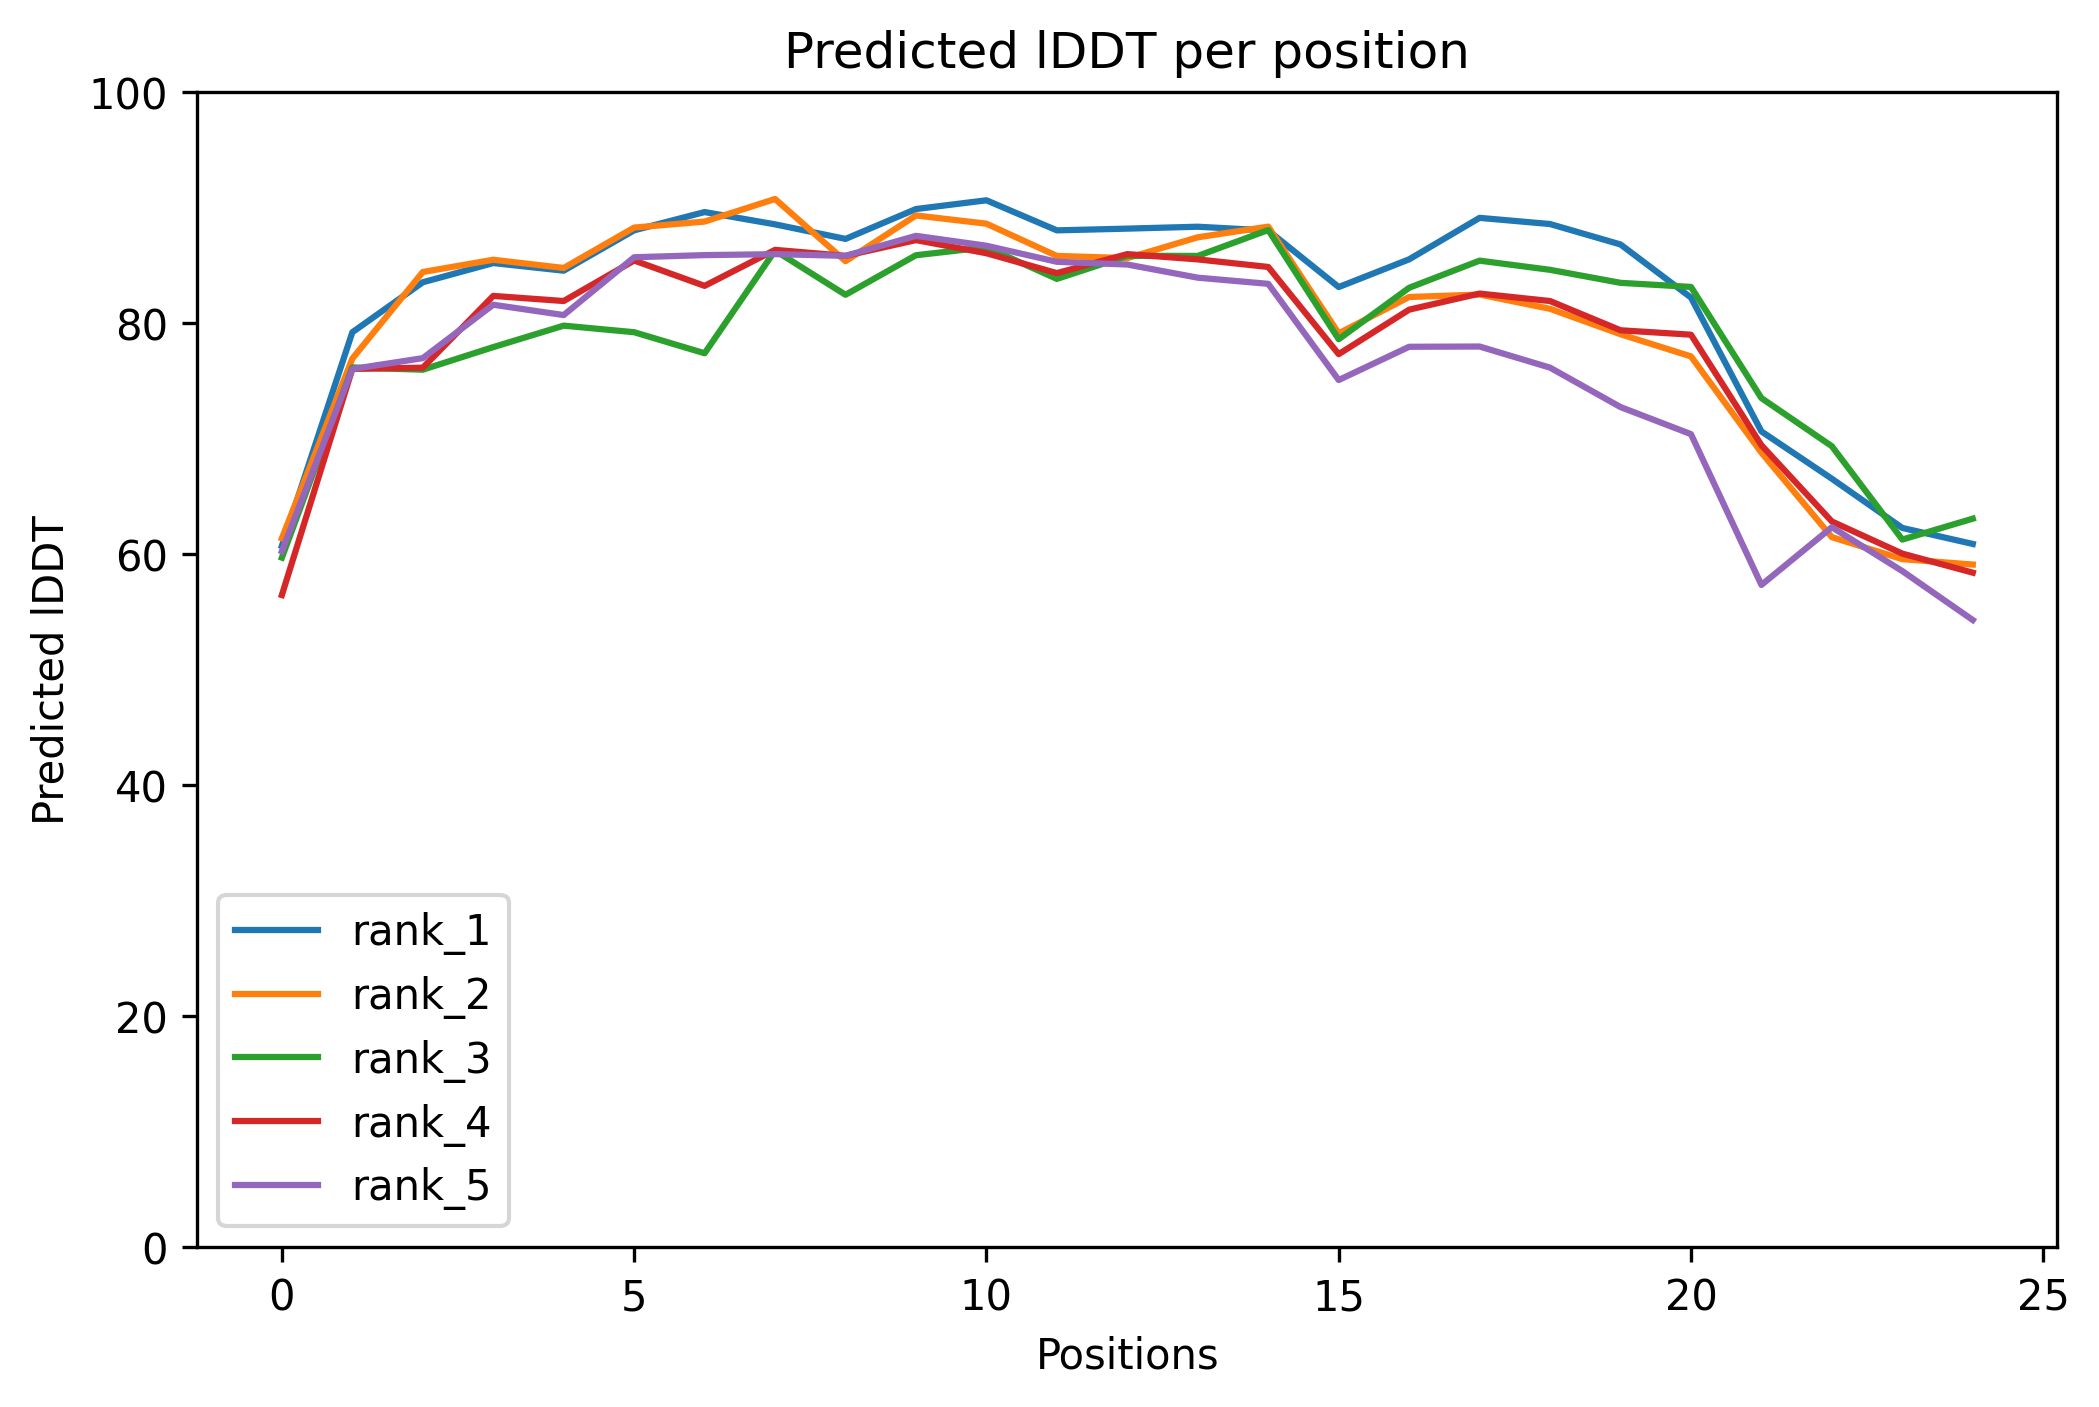 Predicted lDDT per position
100
80
60
40
20
0
Predicted lDDT
rank_1
rank_2
rank_3
rank_4
rank_5
0 5 10 15 20 25
Positions